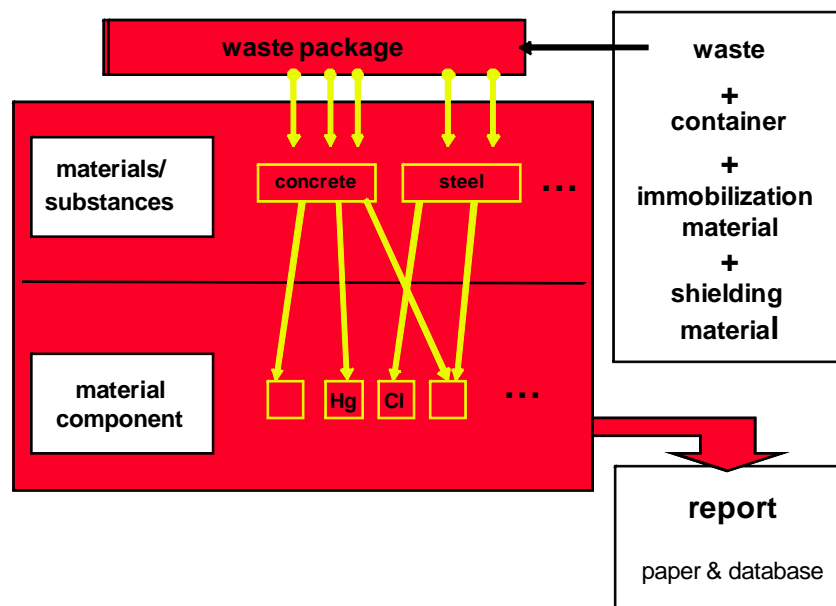 waste package
waste
+
container
+
immobilization
material
+
shielding
material
materials/
substances
concrete
steel
...
material
component
Hg
Cl
...
report
paper & database